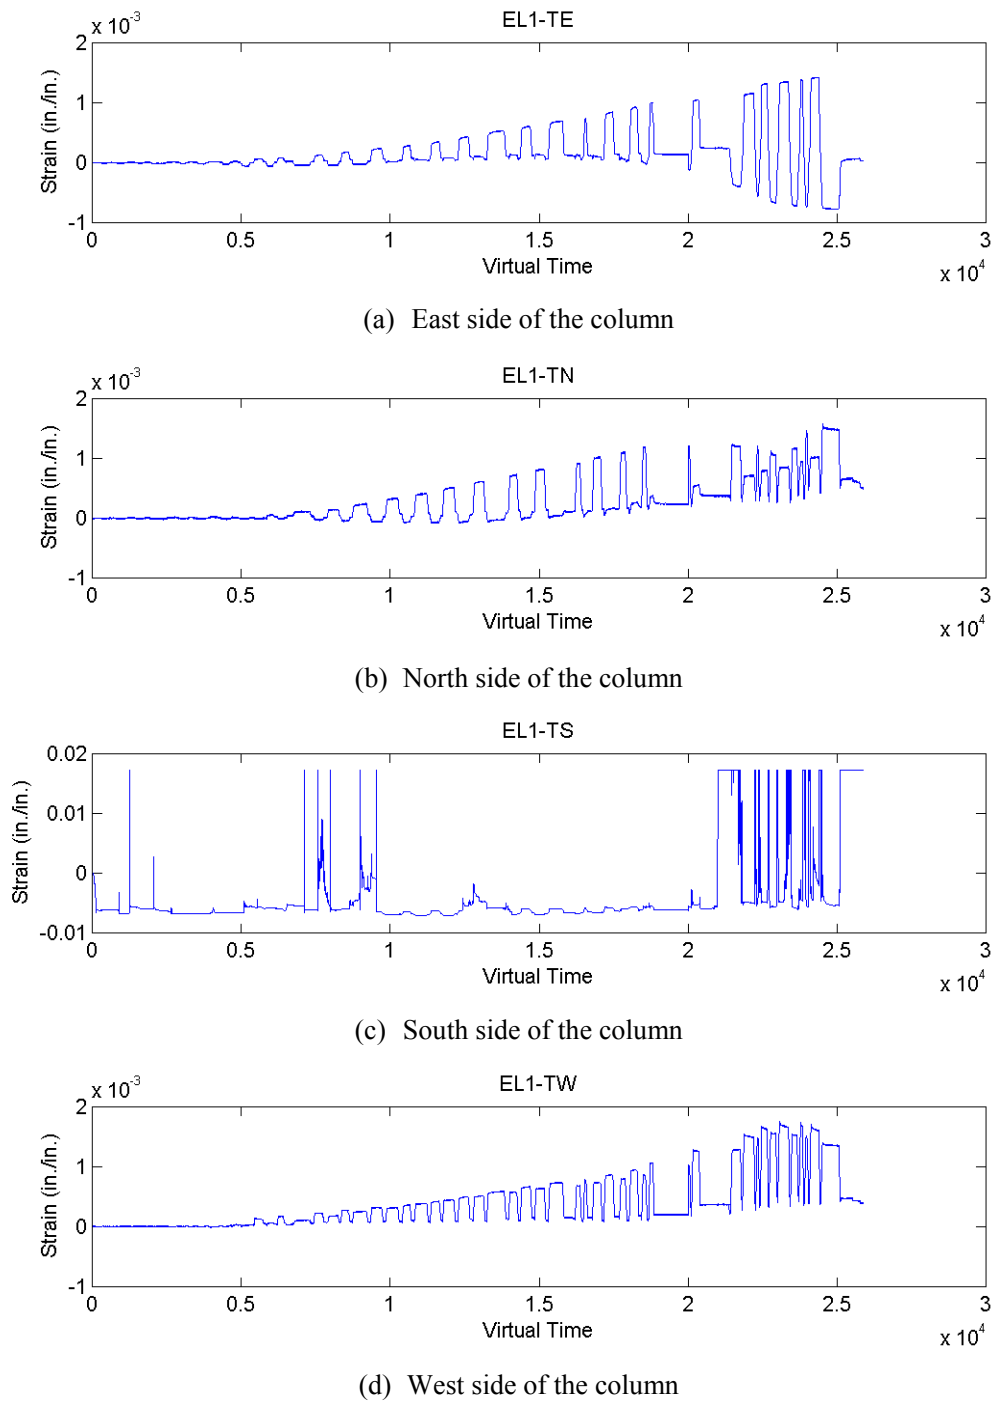 EL1-TE
x 10^-3
2
1
0
-1
Strain (in./in.)
0 0.5 1 1.5 2 2.5 3
Virtual Time
x 10^4
(a) East side of the column
EL1-TN
x 10^-3
2
1
0
-1
Strain (in./in.)
0 0.5 1 1.5 2 2.5 3
Virtual Time
x 10^4
(b) North side of the column
EL1-TS
0.02
0.01
0
-0.01
Strain (in./in.)
0 0.5 1 1.5 2 2.5 3
Virtual Time
x 10^4
(c) South side of the column
EL1-TW
x 10^-3
2
1
0
-1
Strain (in./in.)
0 0.5 1 1.5 2 2.5 3
Virtual Time
x 10^4
(d) West side of the column